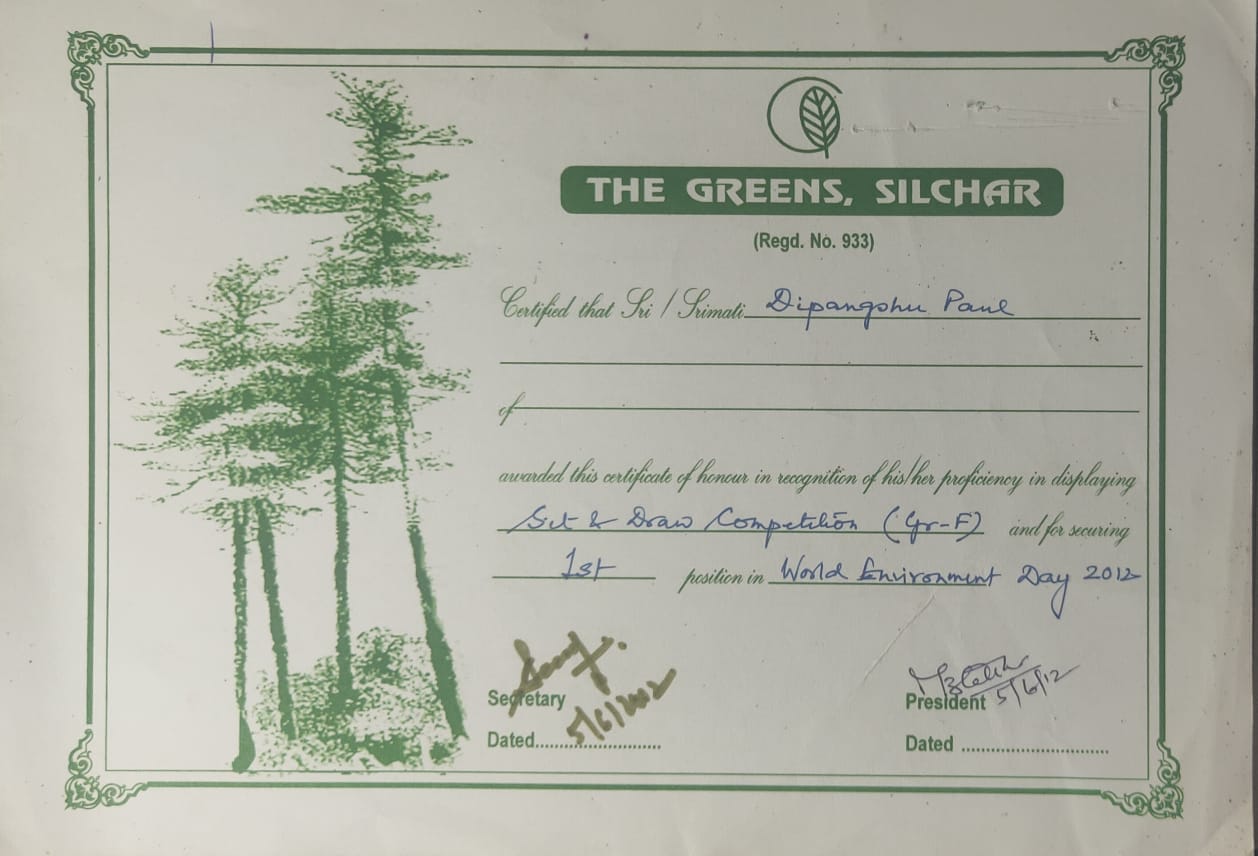 THE GREENS, SILCHAR
(Regd. No. 933)
Certified that Sri / Srimati Dipangshu Paul
of
awarded this certificate of honour in recognition of his/her proficiency in displaying
Sit & Draw Competition (Gr-F) and for securing
1st position in World Environment Day 2012
Secretary President 5/6/12
5/6/2012
Dated........................... Dated ...................................